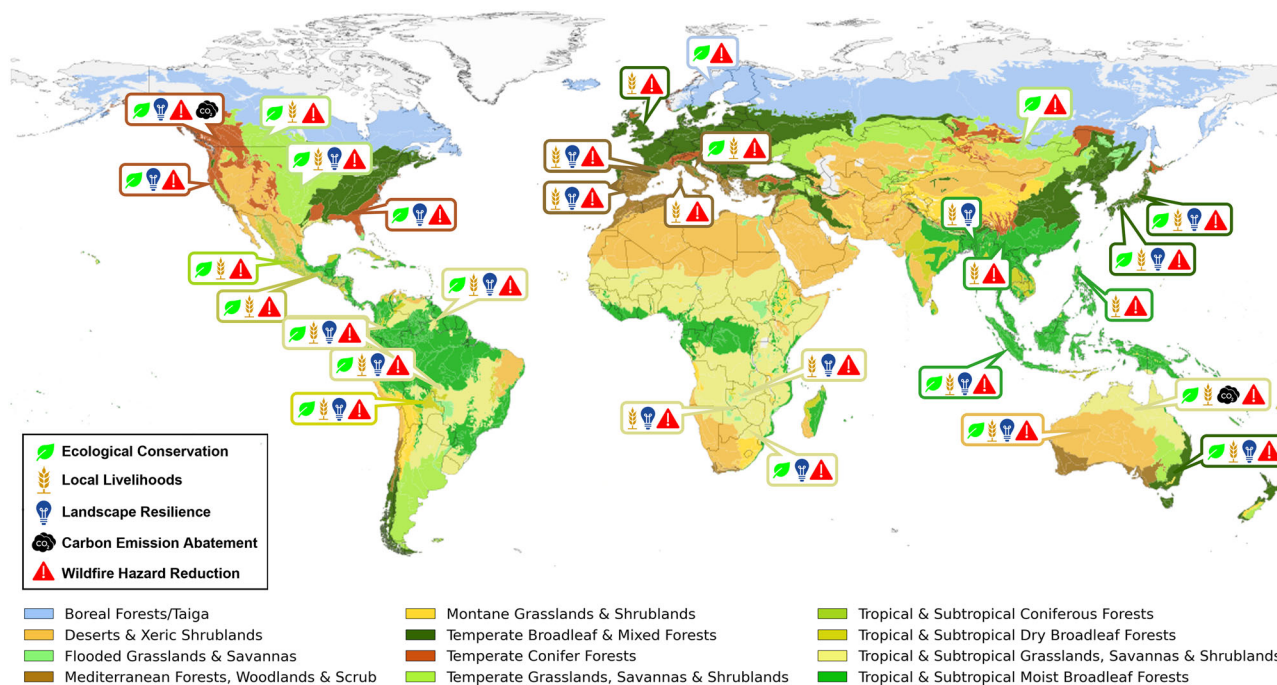 CO₂
CO₂
Ecological Conservation
Local Livelihoods
Landscape Resilience
CO₂ Carbon Emission Abatement
Wildfire Hazard Reduction
Boreal Forests/Taiga
Deserts & Xeric Shrublands
Flooded Grasslands & Savannas
Mediterranean Forests, Woodlands & Scrub
Montane Grasslands & Shrublands
Temperate Broadleaf & Mixed Forests
Temperate Conifer Forests
Temperate Grasslands, Savannas & Shrublands
Tropical & Subtropical Coniferous Forests
Tropical & Subtropical Dry Broadleaf Forests
Tropical & Subtropical Grasslands, Savannas & Shrublands
Tropical & Subtropical Moist Broadleaf Forests